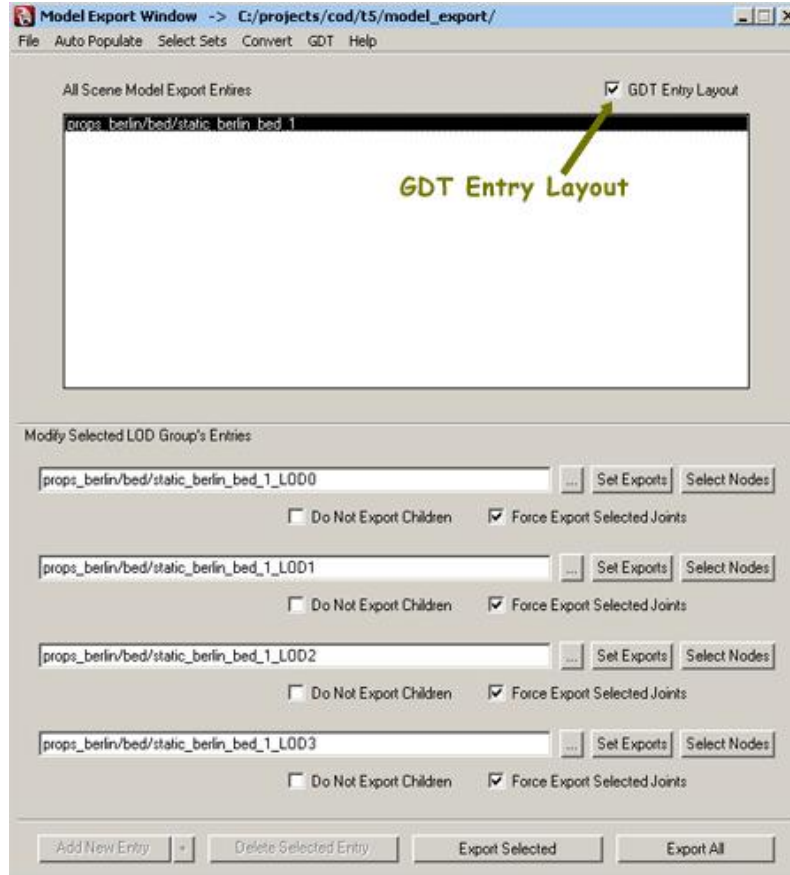 Model Export Window -> C:/projects/cod/t5/model_export/
File Auto Populate Select Sets Convert GDT Help
All Scene Model Export Entires GDT Entry Layout
props_berlin/bed/static_berlin_bed_1
GDT Entry Layout
Modify Selected LOD Group's Entries
props_berlin/bed/static_berlin_bed_1_LOD0 ... Set Exports Select Nodes
Do Not Export Children Force Export Selected Joints
props_berlin/bed/static_berlin_bed_1_LOD1 ... Set Exports Select Nodes
Do Not Export Children Force Export Selected Joints
props_berlin/bed/static_berlin_bed_1_LOD2 ... Set Exports Select Nodes
Do Not Export Children Force Export Selected Joints
props_berlin/bed/static_berlin_bed_1_LOD3 ... Set Exports Select Nodes
Do Not Export Children Force Export Selected Joints
Add New Entry + Delete Selected Entry Export Selected Export All